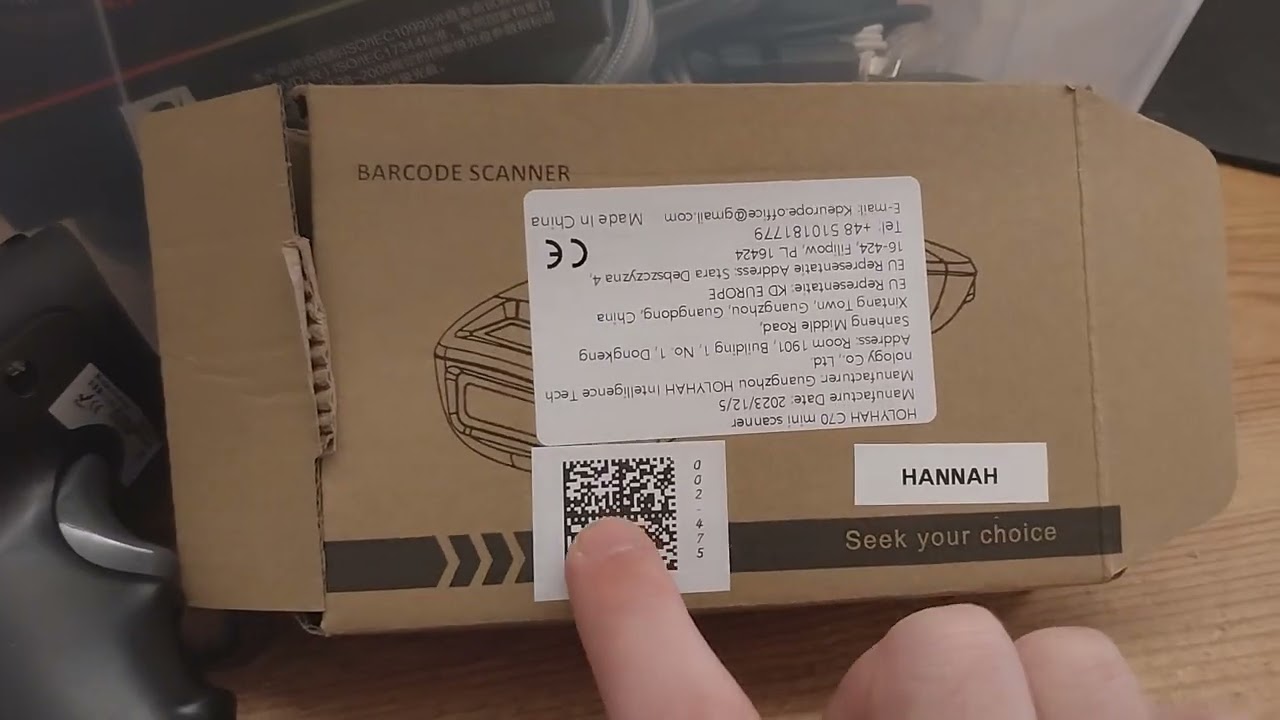 BARCODE SCANNER
HOLYHAH C70 mini scanner
Manufacture Date: 2023/12/5
Manufacturer: Guangzhou HOLYHAH Intelligence Tech
nology Co., Ltd.
Address: Room 1901, Building 1, No. 1, Dongkeng
Sanheng Middle Road,
Xintang Town, Guangzhou, Guangdong, China
EU Representatie: KD EUROPE
EU Representatie Address: Stara Debszczyzna 4,
16-424, Filipow, PL 16424
Tel: +48 510181779
E-mail: Kdeurope.office@gmail.com Made In China
CE
002-475
HANNAH
Seek your choice